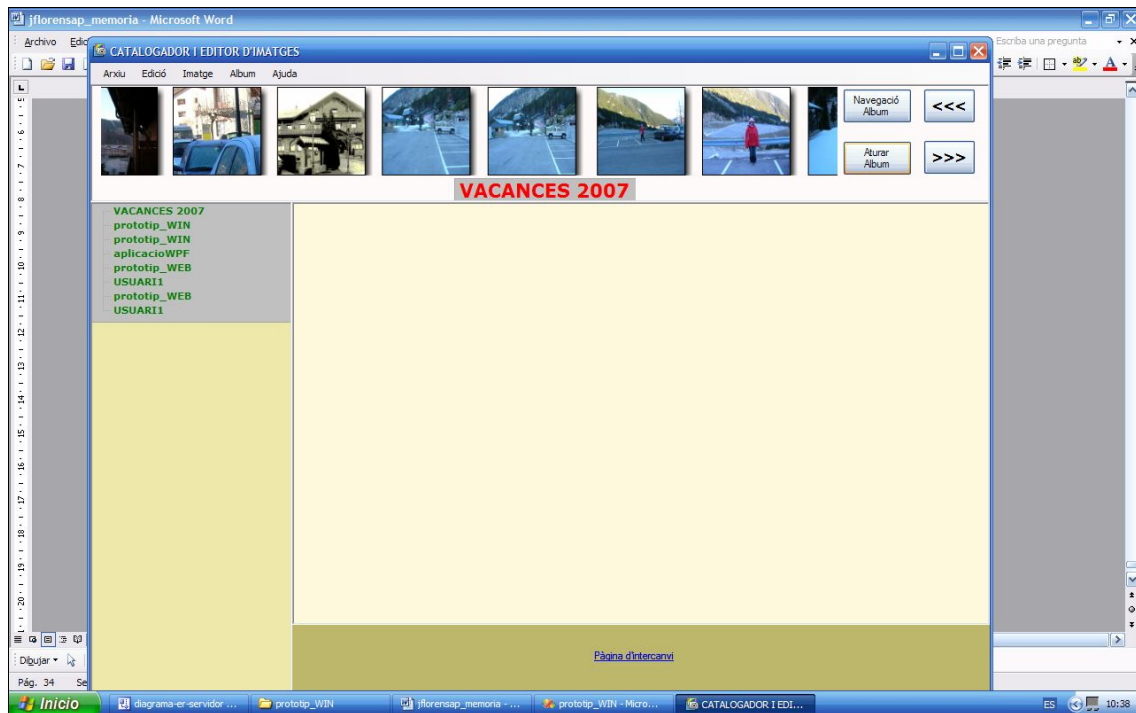 jflorensap_memoria - Microsoft Word
Archivo Edic
Escriba una pregunta
CATALOGADOR I EDITOR D'IMATGES
Arxiu Edició Imatge Album Ajuda
Navegació Album
<<<
Aturar Album
>>>
VACANCES 2007
VACANCES 2007
prototip_WIN
prototip_WIN
aplicacioWPF
prototip_WEB
USUARI1
prototip_WEB
USUARI1
Pàgina d'intercanvi
Dibujar
Pág. 34 Se
Inicio diagrama-er-servidor ... prototip_WIN jflorensap_memoria - ... prototip_WIN - Micro... CATALOGADOR I EDI... ES 10:38